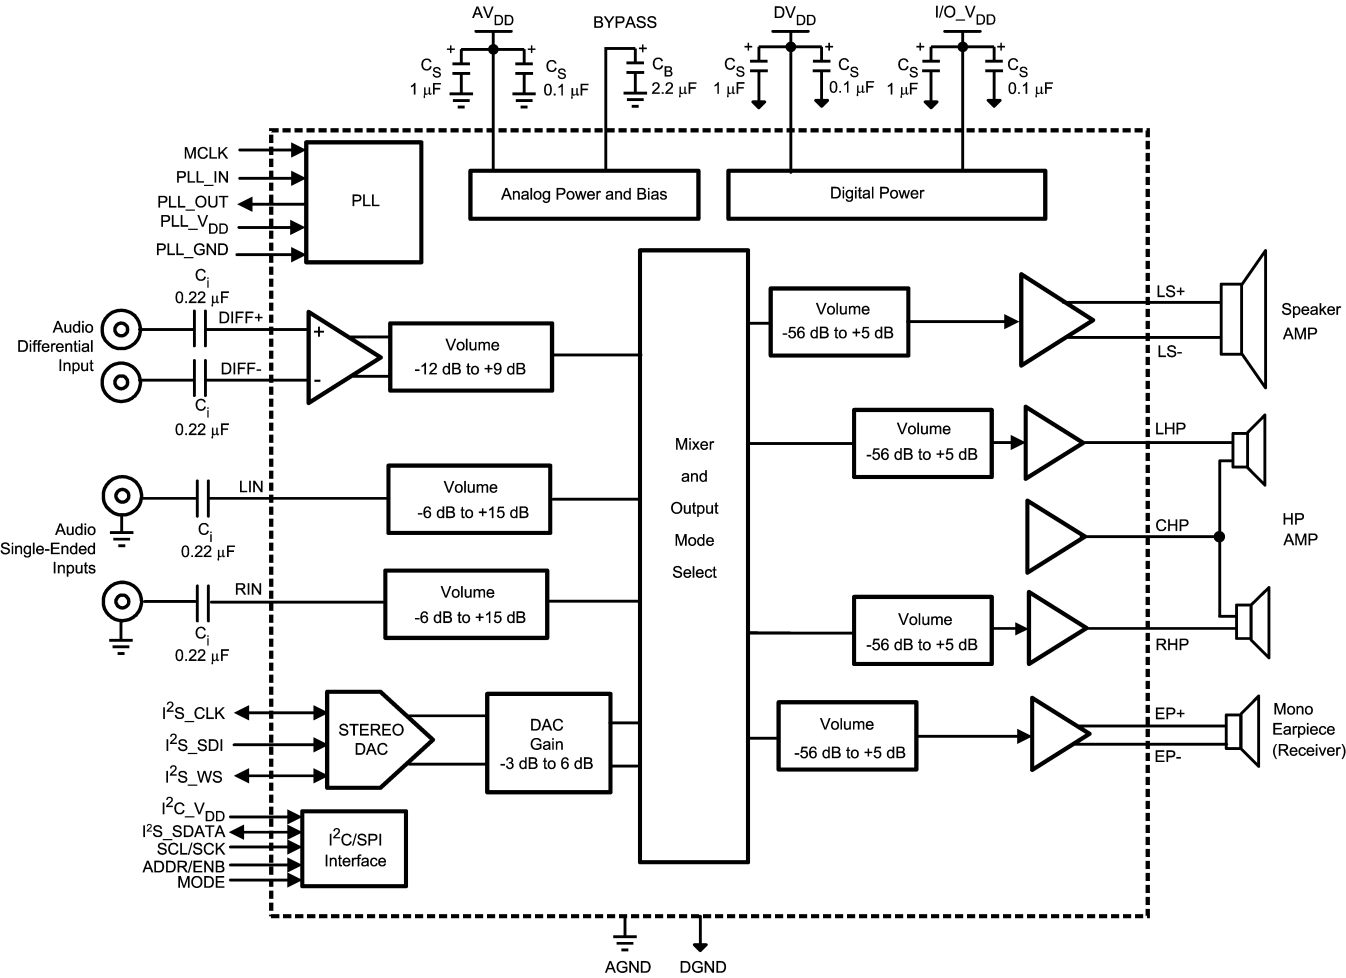 AVDD
BYPASS
DVDD
I/O_VDD
+
+
+
+
+
+
+
CS
1 µF
CS
0.1 µF
CB
2.2 µF
CS
1 µF
CS
0.1 µF
CS
1 µF
CS
0.1 µF
MCLK
PLL_IN
PLL_OUT
PLL_VDD
PLL_GND
PLL
Analog Power and Bias
Digital Power
Ci
0.22 µF
DIFF+
Audio
Differential
Input
DIFF-
Ci
0.22 µF
+
-
Volume
-12 dB to +9 dB
LIN
Ci
0.22 µF
Audio
Single-Ended
Inputs
Volume
-6 dB to +15 dB
RIN
Ci
0.22 µF
Volume
-6 dB to +15 dB
I2S_CLK
I2S_SDI
I2S_WS
STEREO
DAC
DAC
Gain
-3 dB to 6 dB
I2C_VDD
I2S_SDATA
SCL/SCK
ADDR/ENB
MODE
I2C/SPI
Interface
Mixer
and
Output
Mode
Select
Volume
-56 dB to +5 dB
LS+
LS-
Speaker
AMP
Volume
-56 dB to +5 dB
LHP
CHP
HP
AMP
Volume
-56 dB to +5 dB
RHP
Volume
-56 dB to +5 dB
EP+
EP-
Mono
Earpiece
(Receiver)
AGND
DGND